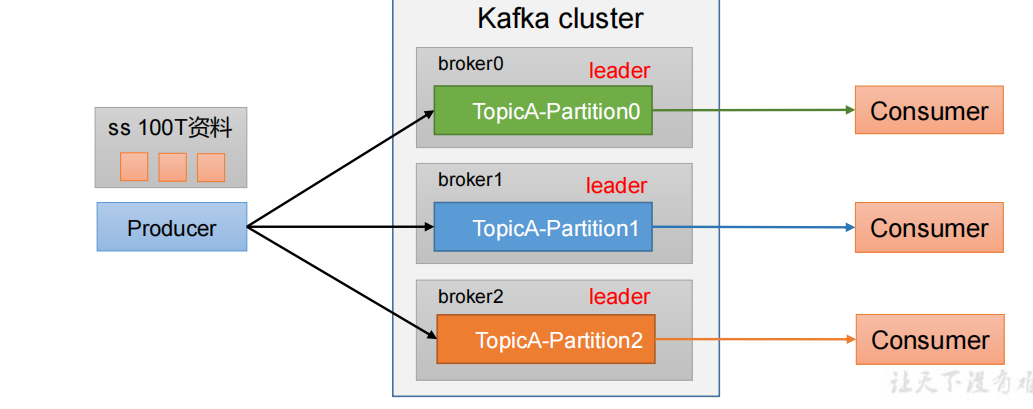 Kafka cluster
broker0
leader
TopicA-Partition0
Consumer
ss 100T资料
broker1
leader
Producer
TopicA-Partition1
Consumer
broker2
leader
TopicA-Partition2
Consumer
让天下没有难